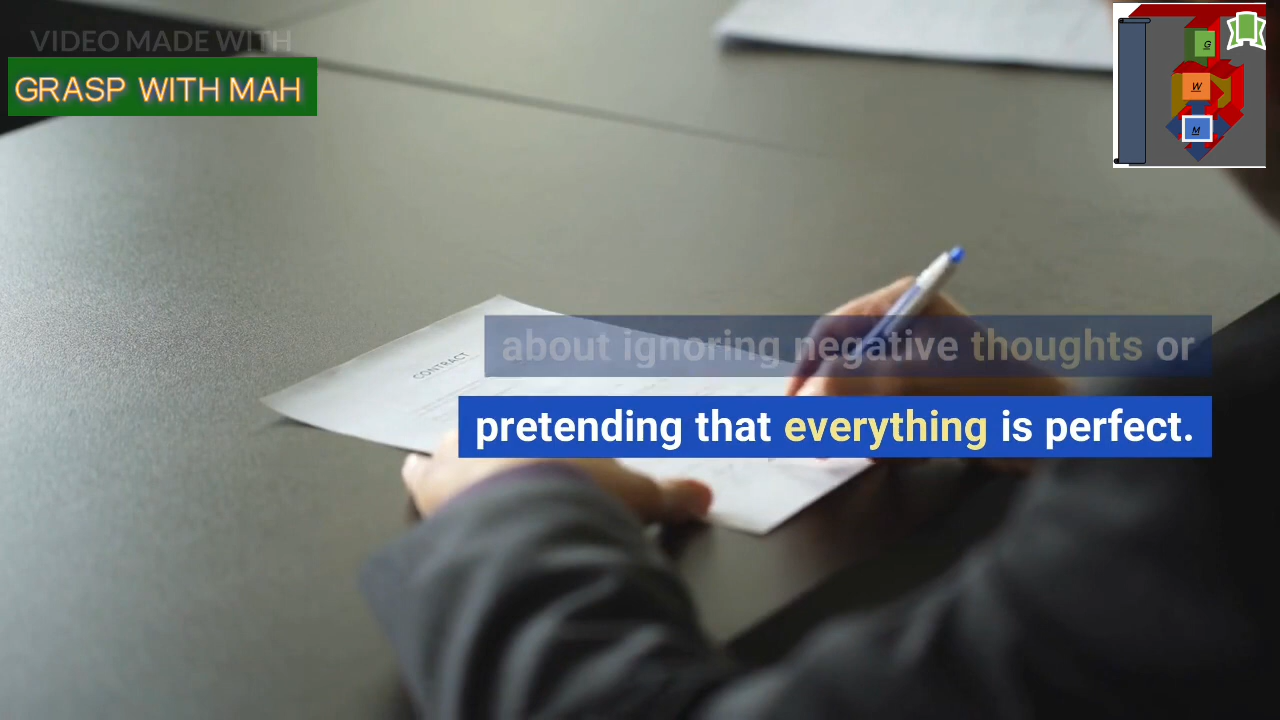 VIDEO MADE WITH
GRASP WITH MAH
G
W
M
CONTRACT
about ignoring negative thoughts or
pretending that everything is perfect.